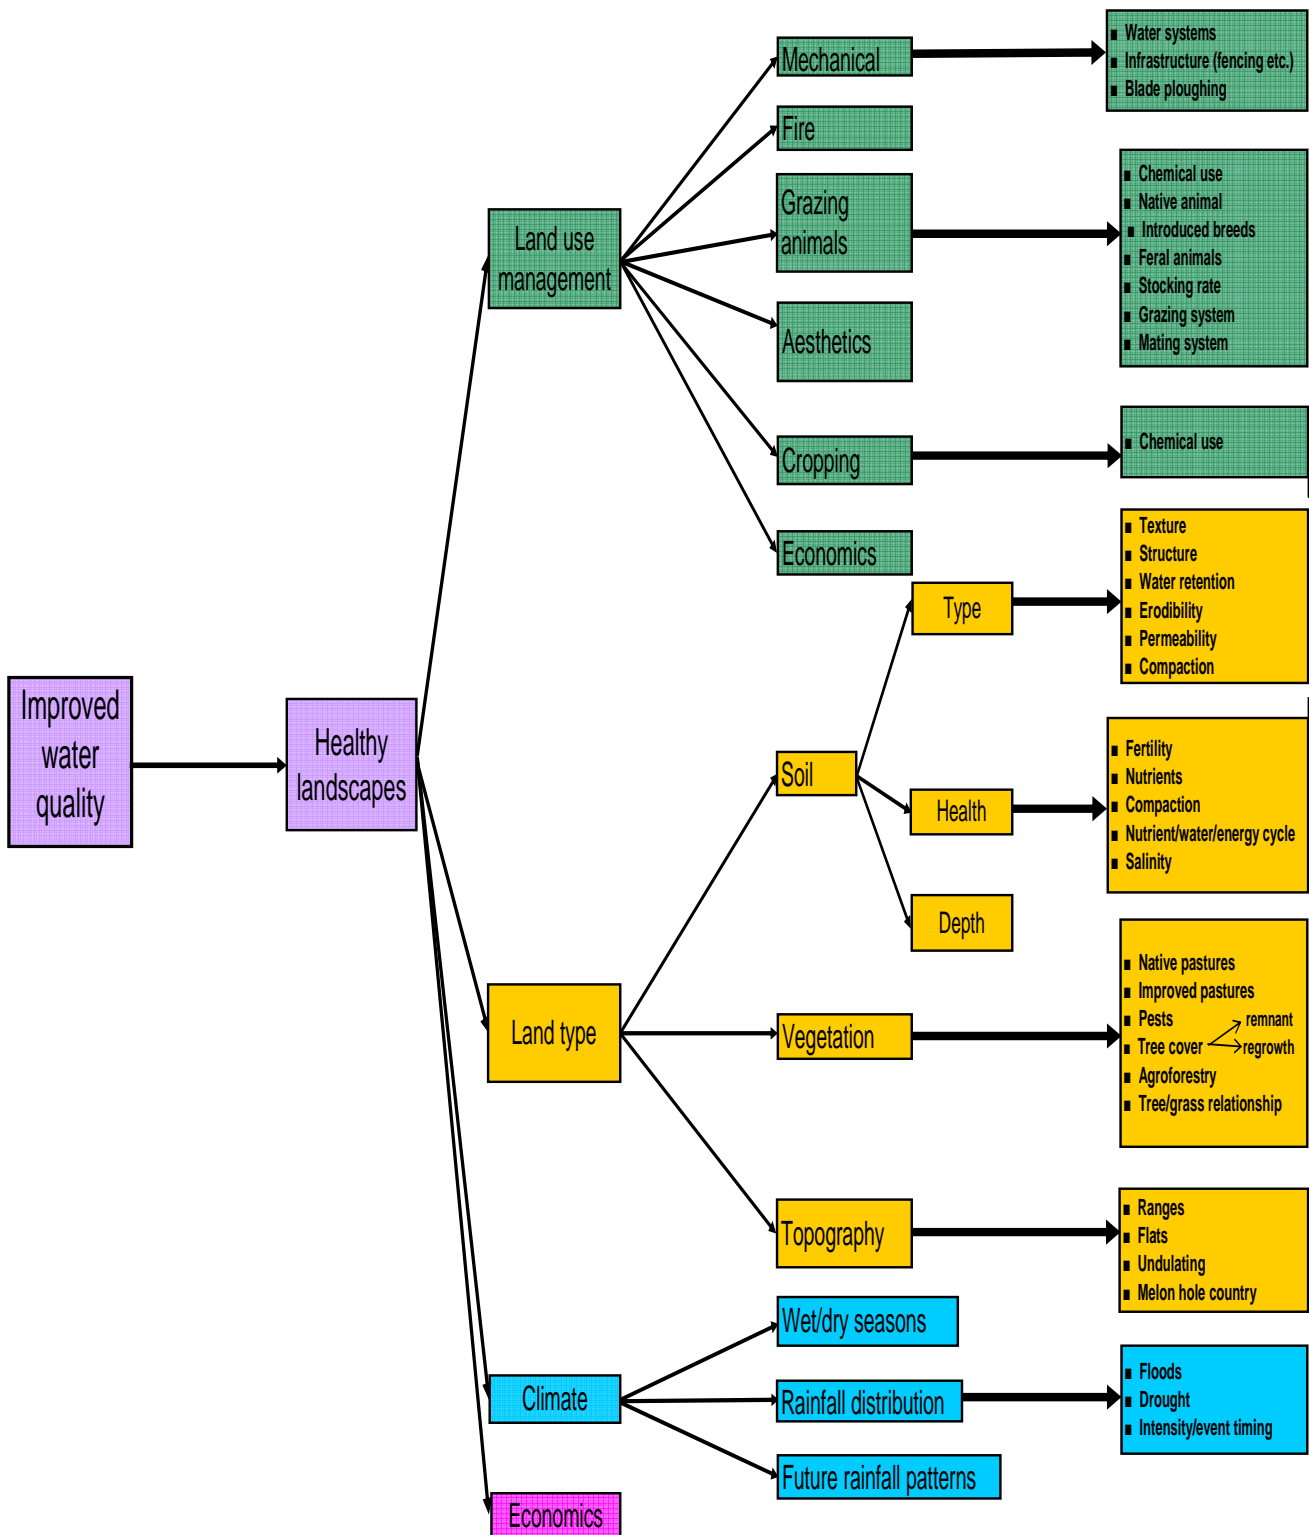 Improved
water
quality
Healthy
landscapes
Land use
management
Mechanical
▪ Water systems
▪ Infrastructure (fencing etc.)
▪ Blade ploughing
Fire
Grazing
animals
▪ Chemical use
▪ Native animal
▪ Introduced breeds
▪ Feral animals
▪ Stocking rate
▪ Grazing system
▪ Mating system
Aesthetics
Cropping
▪ Chemical use
Economics
Land type
Soil
Type
▪ Texture
▪ Structure
▪ Water retention
▪ Erodibility
▪ Permeability
▪ Compaction
Health
▪ Fertility
▪ Nutrients
▪ Compaction
▪ Nutrient/water/energy cycle
▪ Salinity
Depth
Vegetation
▪ Native pastures
▪ Improved pastures
▪ Pests
remnant
▪ Tree cover
regrowth
▪ Agroforestry
▪ Tree/grass relationship
Topography
▪ Ranges
▪ Flats
▪ Undulating
▪ Melon hole country
Climate
Wet/dry seasons
Rainfall distribution
▪ Floods
▪ Drought
▪ Intensity/event timing
Future rainfall patterns
Economics